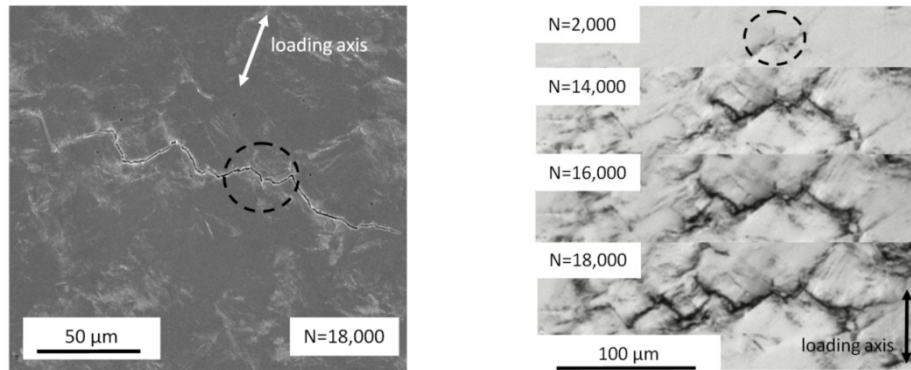 loading axis
50 μm
N=18,000
N=2,000
N=14,000
N=16,000
N=18,000
loading axis
100 μm